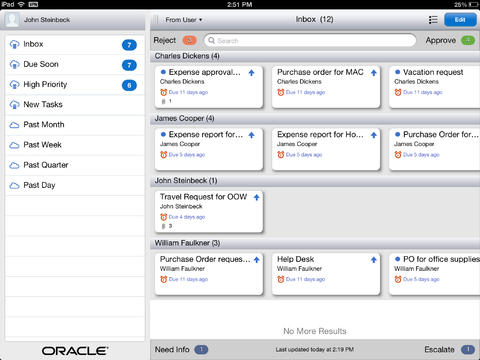 iPad
2:51 PM
25%
John Steinbeck
Inbox 7
Due Soon 7
High Priority 6
New Tasks
Past Month
Past Week
Past Quarter
Past Day
ORACLE
From User
Inbox (12)
Edit
Reject
Search
Approve
Charles Dickens (4)
Expense approval...
Charles Dickens
Due 11 days ago
1
Purchase order for MAC
Charles Dickens
Due 11 days ago
Vacation request
Charles Dickens
Due 11 days ago
James Cooper (4)
Expense report for...
James Cooper
Due 5 days ago
Expense report for Ho...
James Cooper
Due 5 days ago
Purchase Order for...
James Cooper
Due 5 days ago
John Steinbeck (1)
Travel Request for OOW
John Steinbeck
Due 4 days ago
3
William Faulkner (3)
Purchase Order reques...
William Faulkner
Due 11 days ago
Help Desk
William Faulkner
Due 11 days ago
PO for office supplies
William Faulkner
Due 11 days ago
No More Results
Need Info 1
Last updated today at 2:19 PM
Escalate